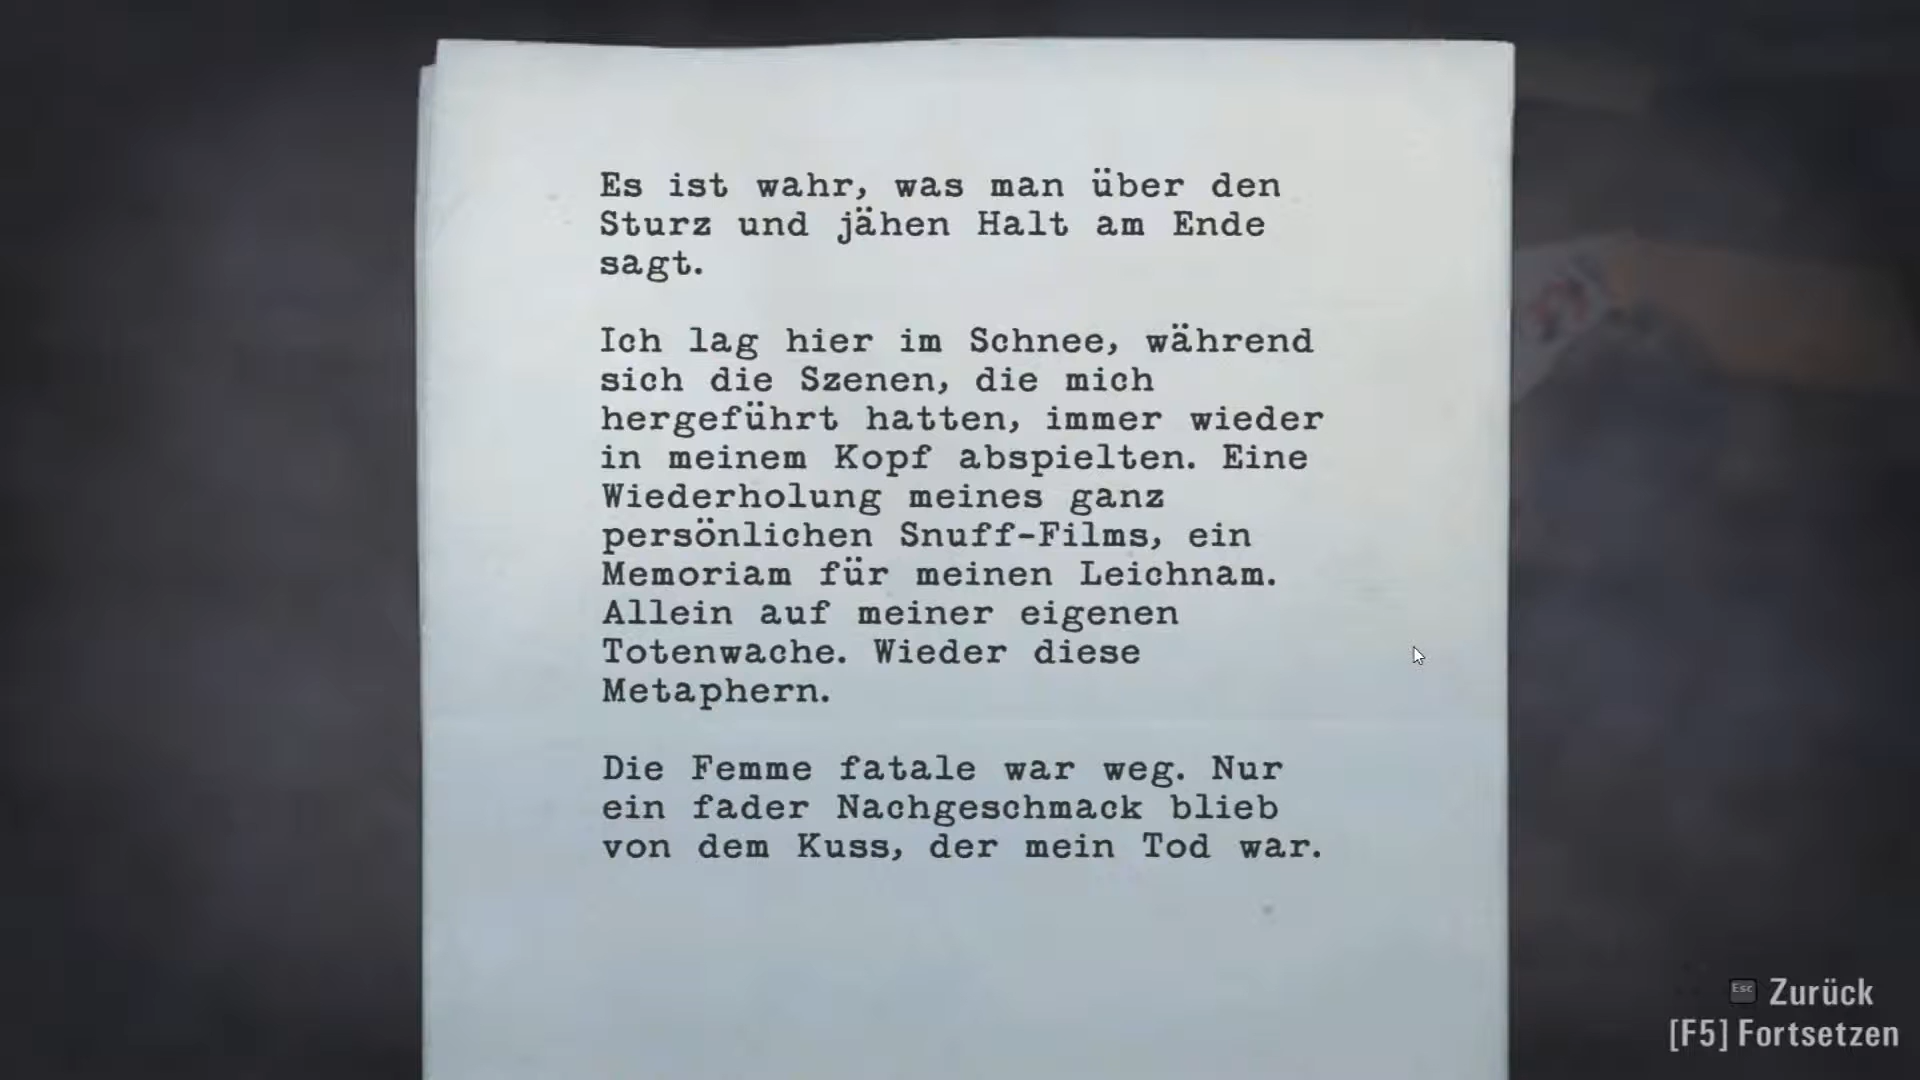 Es ist wahr, was man über den
Sturz und jähen Halt am Ende
sagt.
Ich lag hier im Schnee, während
sich die Szenen, die mich
hergeführt hatten, immer wieder
in meinem Kopf abspielten. Eine
Wiederholung meines ganz
persönlichen Snuff-Films, ein
Memoriam für meinen Leichnam.
Allein auf meiner eigenen
Totenwache. Wieder diese
Metaphern.
Die Femme fatale war weg. Nur
ein fader Nachgeschmack blieb
von dem Kuss, der mein Tod war.
Esc Zurück
[F5] Fortsetzen